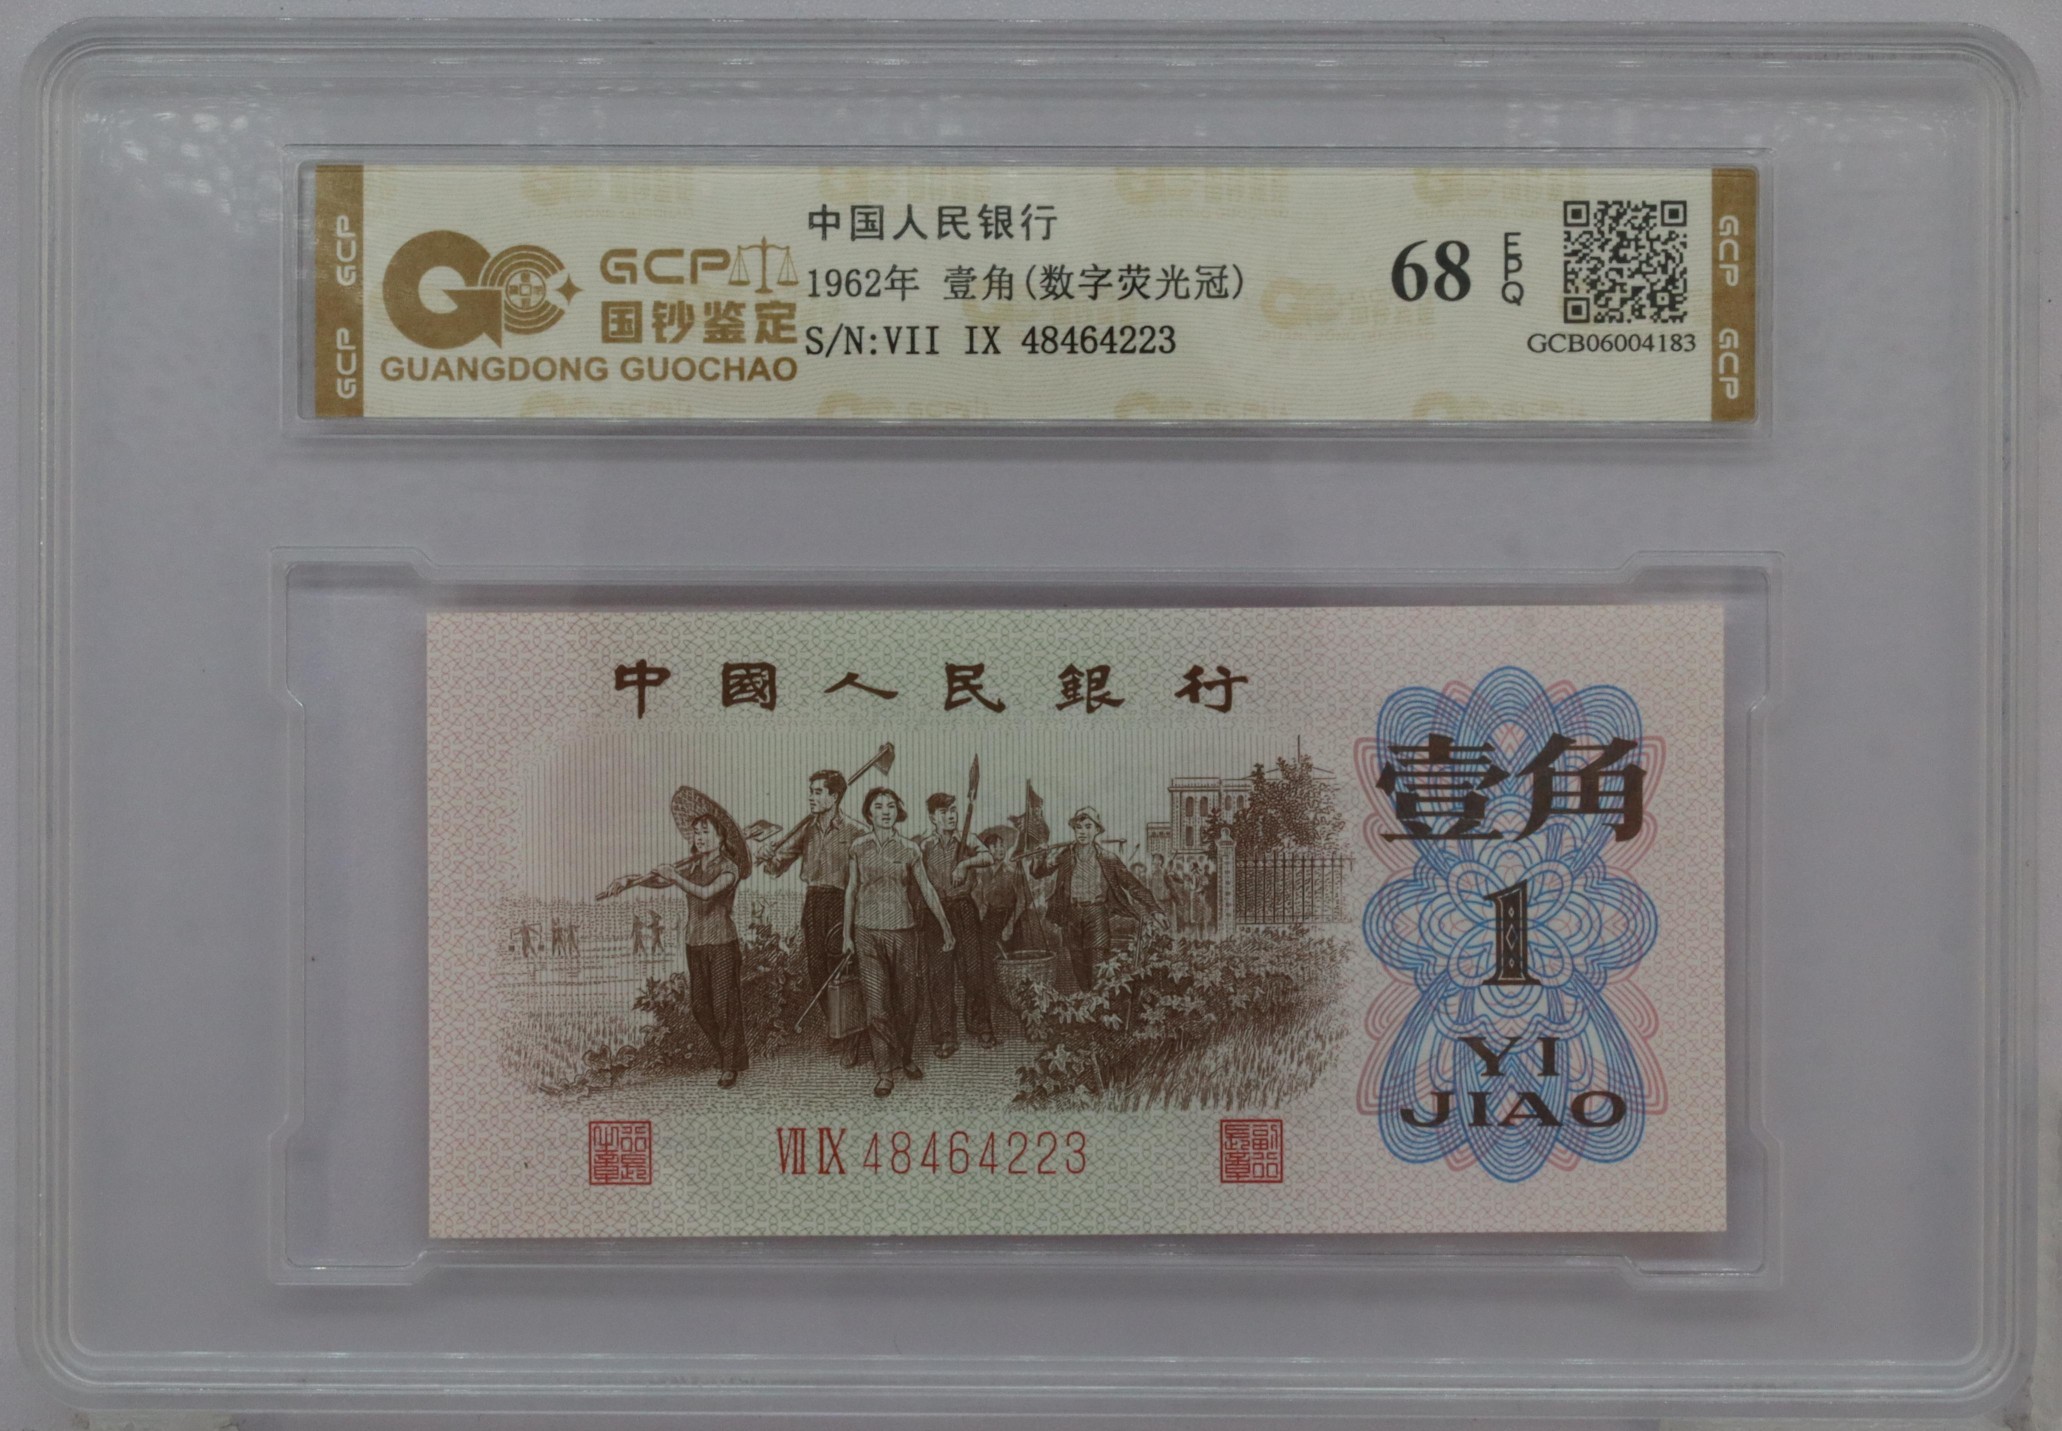 GCP
GCP
GCP
国钞鉴定
GUANGDONG GUOCHAO
中国人民银行
1962年 壹角(数字荧光冠)
S/N:VII IX 48464223
68
EPQ
GCB06004183
GCP
GCP
中國人民銀行
壹角
1
YI
JIAO
VII IX 48464223